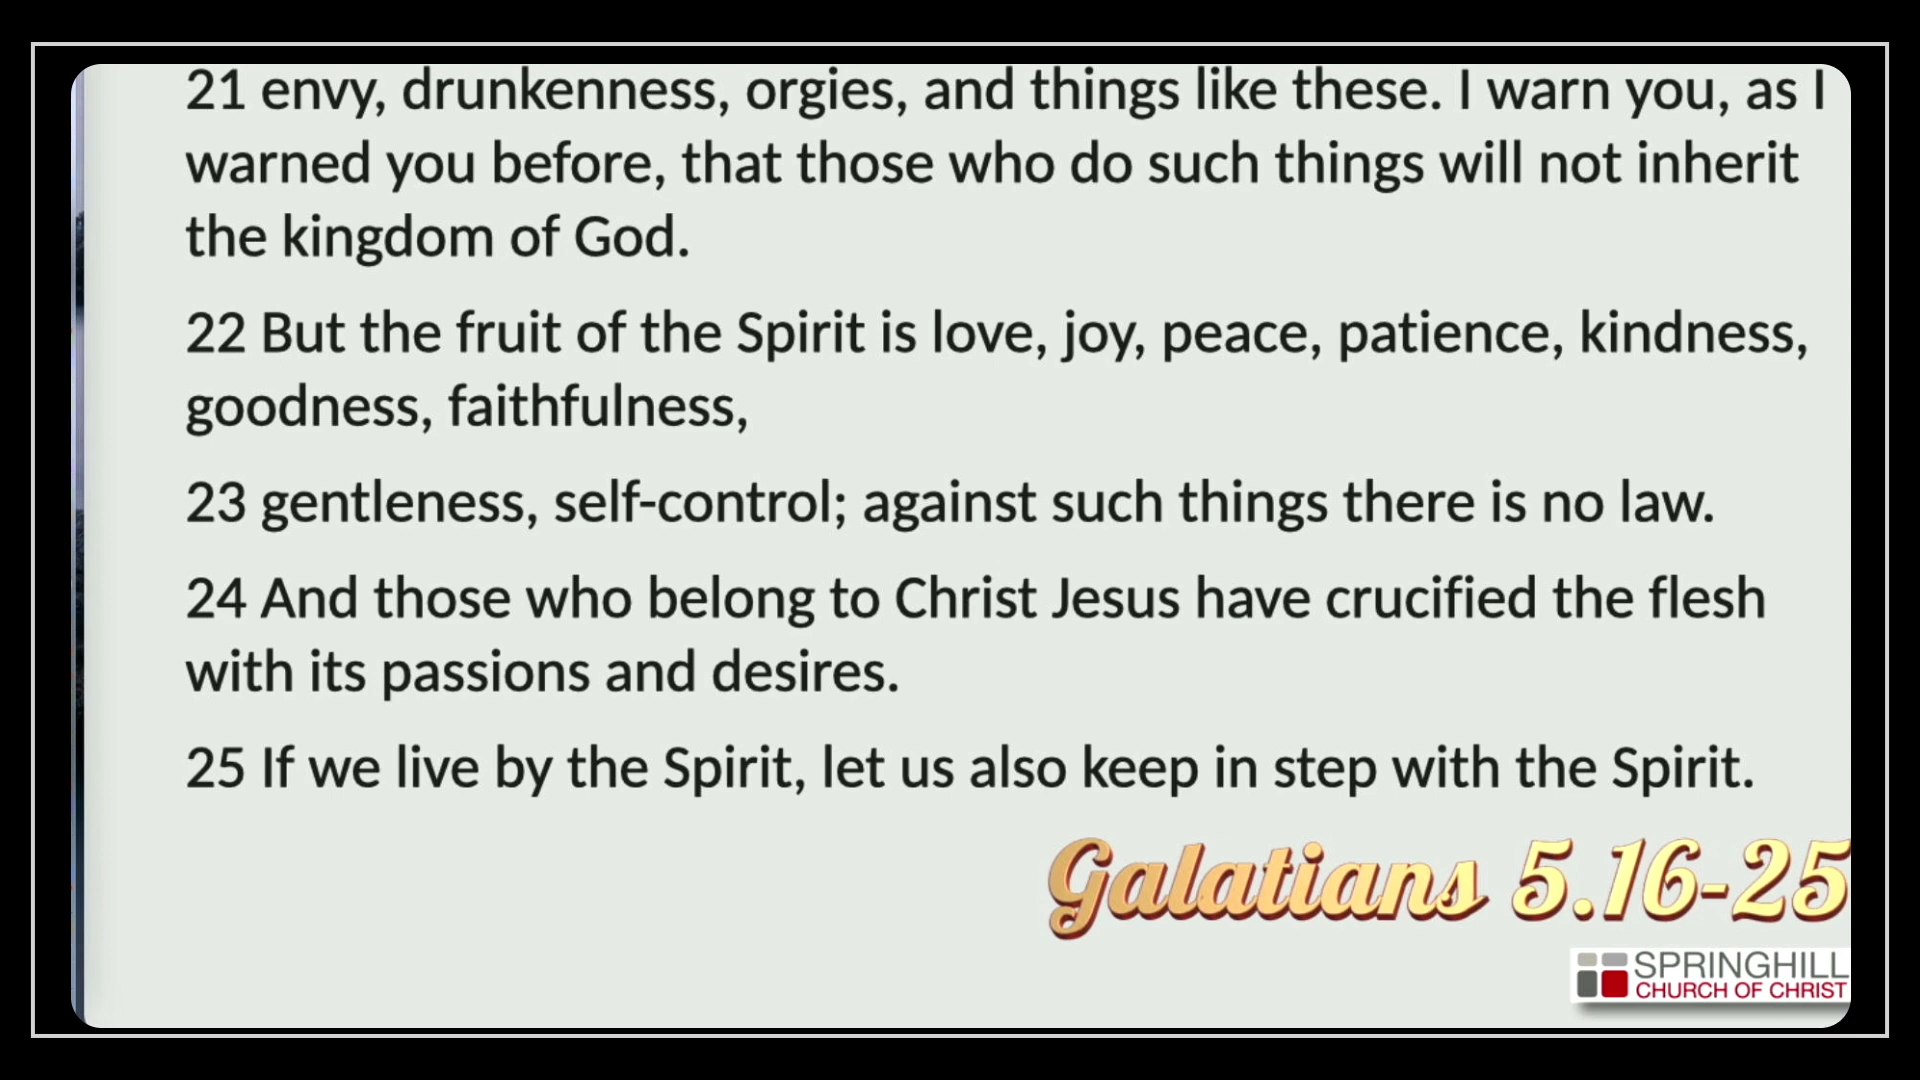 21 envy, drunkenness, orgies, and things like these. I warn you, as I
warned you before, that those who do such things will not inherit
the kingdom of God.
22 But the fruit of the Spirit is love, joy, peace, patience, kindness,
goodness, faithfulness,
23 gentleness, self-control; against such things there is no law.
24 And those who belong to Christ Jesus have crucified the flesh
with its passions and desires.
25 If we live by the Spirit, let us also keep in step with the Spirit.
Galatians 5.16-25
SPRINGHILL
CHURCH OF CHRIST